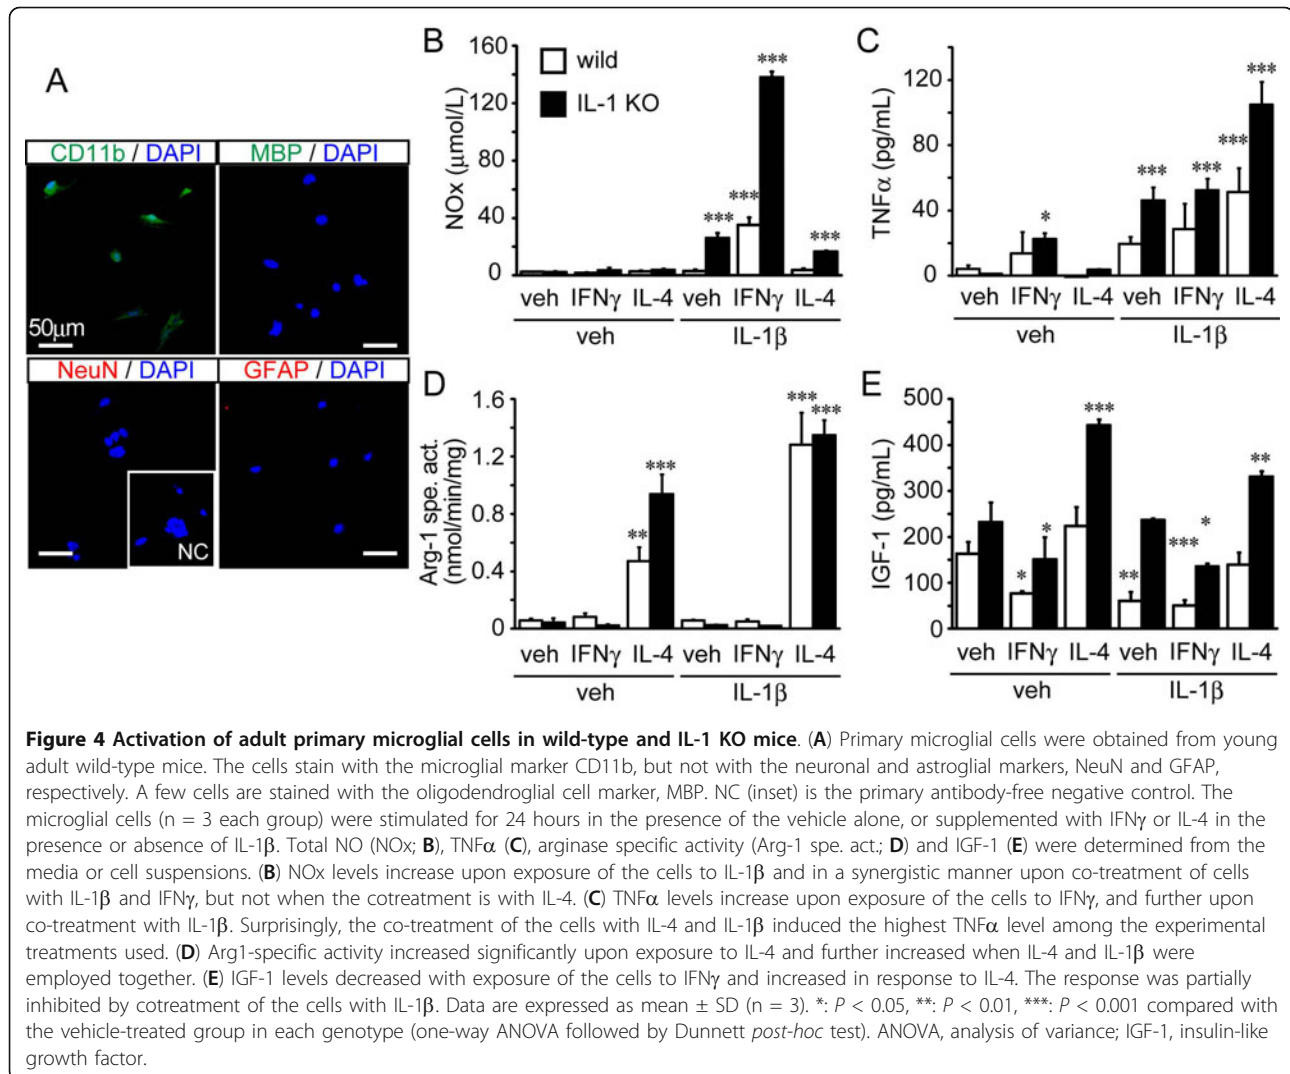 A
CD11b / DAPI
MBP / DAPI
50μm
NeuN / DAPI
GFAP / DAPI
NC
B
wild
IL-1 KO
NOx (μmol/L)
160
120
80
40
0
***
***
***
***
veh IFNγ IL-4 veh IFNγ IL-4
veh IL-1β
C
TNFα (pg/mL)
120
80
40
0
*
***
***
***
***
veh IFNγ IL-4 veh IFNγ IL-4
veh IL-1β
D
Arg-1 spe. act.
(nmol/min/mg)
1.6
1.2
0.8
0.4
0
**
***
***
***
veh IFNγ IL-4 veh IFNγ IL-4
veh IL-1β
E
IGF-1 (pg/mL)
500
400
300
200
100
0
*
*
***
**
***
*
**
veh IFNγ IL-4 veh IFNγ IL-4
veh IL-1β
Figure 4 Activation of adult primary microglial cells in wild-type and IL-1 KO mice. (A) Primary microglial cells were obtained from young
adult wild-type mice. The cells stain with the microglial marker CD11b, but not with the neuronal and astroglial markers, NeuN and GFAP,
respectively. A few cells are stained with the oligodendroglial cell marker, MBP. NC (inset) is the primary antibody-free negative control. The
microglial cells (n = 3 each group) were stimulated for 24 hours in the presence of the vehicle alone, or supplemented with IFNγ or IL-4 in the
presence or absence of IL-1β. Total NO (NOx; B), TNFα (C), arginase specific activity (Arg-1 spe. act.; D) and IGF-1 (E) were determined from the
media or cell suspensions. (B) NOx levels increase upon exposure of the cells to IL-1β and in a synergistic manner upon co-treatment of cells
with IL-1β and IFNγ, but not when the cotreatment is with IL-4. (C) TNFα levels increase upon exposure of the cells to IFNγ, and further upon
co-treatment with IL-1β. Surprisingly, the co-treatment of the cells with IL-4 and IL-1β induced the highest TNFα level among the experimental
treatments used. (D) Arg1-specific activity increased significantly upon exposure to IL-4 and further increased when IL-4 and IL-1β were
employed together. (E) IGF-1 levels decreased with exposure of the cells to IFNγ and increased in response to IL-4. The response was partially
inhibited by cotreatment of the cells with IL-1β. Data are expressed as mean ± SD (n = 3). *: P < 0.05, **: P < 0.01, ***: P < 0.001 compared with
the vehicle-treated group in each genotype (one-way ANOVA followed by Dunnett post-hoc test). ANOVA, analysis of variance; IGF-1, insulin-like
growth factor.